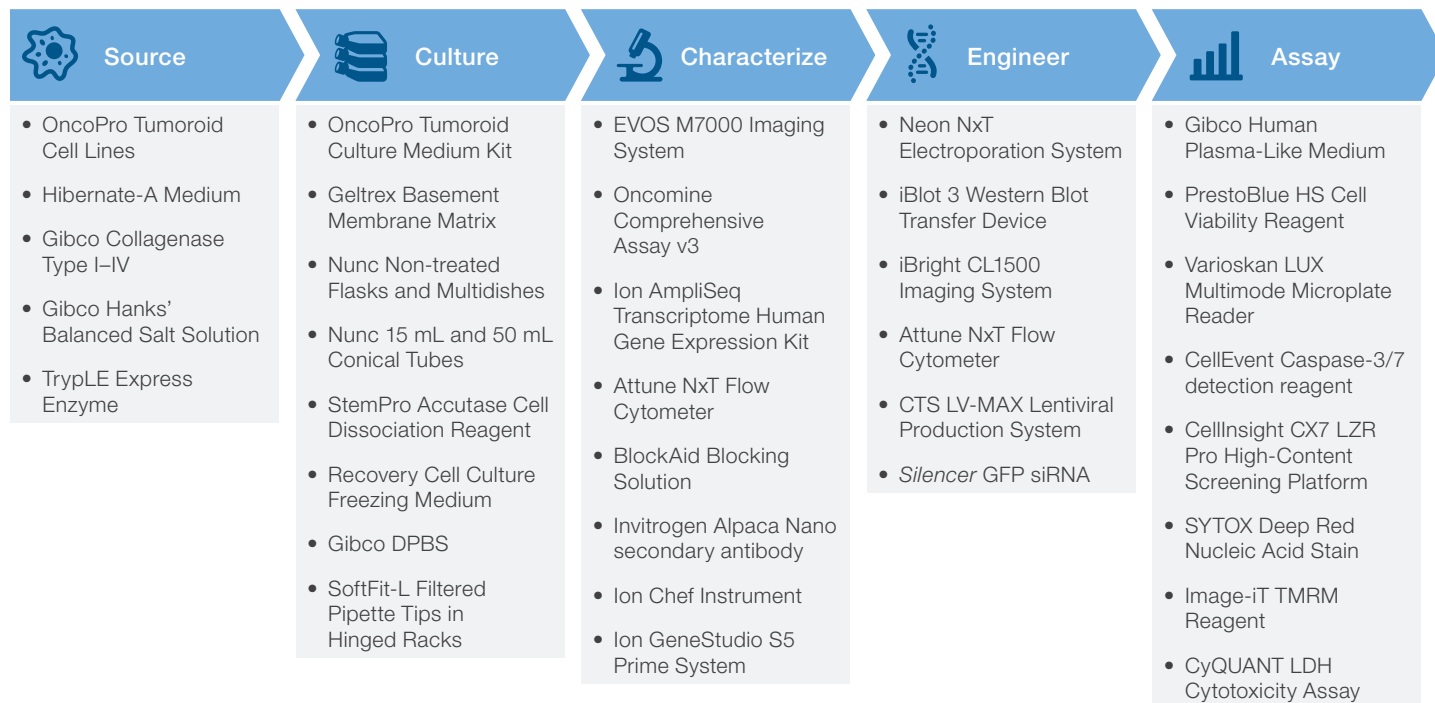 Source
• OncoPro Tumoroid
Cell Lines
• Hibernate-A Medium
• Gibco Collagenase
Type I–IV
• Gibco Hanks’
Balanced Salt Solution
• TrypLE Express
Enzyme
Culture
• OncoPro Tumoroid
Culture Medium Kit
• Geltrex Basement
Membrane Matrix
• Nunc Non-treated
Flasks and Multidishes
• Nunc 15 mL and 50 mL
Conical Tubes
• StemPro Accutase Cell
Dissociation Reagent
• Recovery Cell Culture
Freezing Medium
• Gibco DPBS
• SoftFit-L Filtered
Pipette Tips in
Hinged Racks
Characterize
• EVOS M7000 Imaging
System
• Oncomine
Comprehensive
Assay v3
• Ion AmpliSeq
Transcriptome Human
Gene Expression Kit
• Attune NxT Flow
Cytometer
• BlockAid Blocking
Solution
• Invitrogen Alpaca Nano
secondary antibody
• Ion Chef Instrument
• Ion GeneStudio S5
Prime System
Engineer
• Neon NxT
Electroporation System
• iBlot 3 Western Blot
Transfer Device
• iBright CL1500
Imaging System
• Attune NxT Flow
Cytometer
• CTS LV-MAX Lentiviral
Production System
• Silencer GFP siRNA
Assay
• Gibco Human
Plasma-Like Medium
• PrestoBlue HS Cell
Viability Reagent
• Varioskan LUX
Multimode Microplate
Reader
• CellEvent Caspase-3/7
detection reagent
• CellInsight CX7 LZR
Pro High-Content
Screening Platform
• SYTOX Deep Red
Nucleic Acid Stain
• Image-iT TMRM
Reagent
• CyQUANT LDH
Cytotoxicity Assay